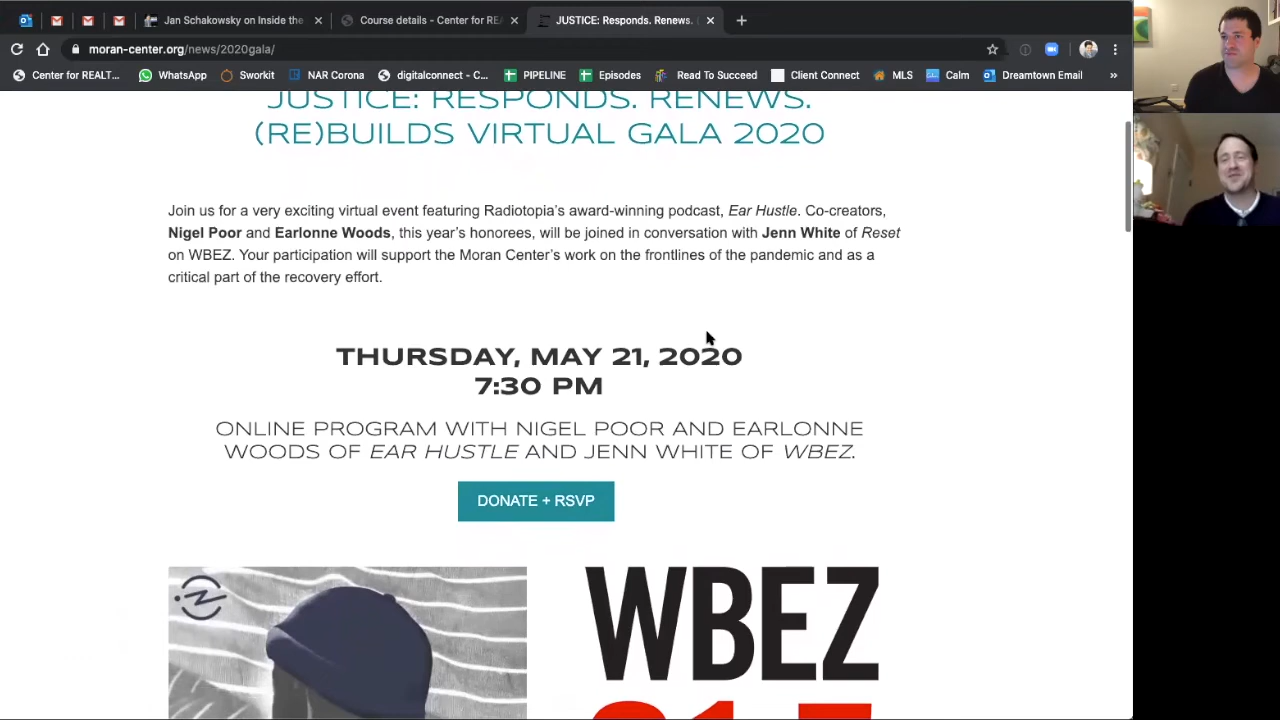 Jan Schakowsky on Inside the
Course details - Center for REA
JUSTICE: Responds. Renews. (
moran-center.org/news/2020gala/
Center for REALT...
WhatsApp
Sworkit
NAR Corona
digitalconnect - C...
PIPELINE
Episodes
Read To Succeed
Client Connect
MLS
Calm
Dreamtown Email
»
JUSTICE: RESPONDS. RENEWS.
(RE)BUILDS VIRTUAL GALA 2020
Join us for a very exciting virtual event featuring Radiotopia's award-winning podcast, Ear Hustle. Co-creators,
Nigel Poor and Earlonne Woods, this year's honorees, will be joined in conversation with Jenn White of Reset
on WBEZ. Your participation will support the Moran Center's work on the frontlines of the pandemic and as a
critical part of the recovery effort.
THURSDAY, MAY 21, 2020
7:30 PM
ONLINE PROGRAM WITH NIGEL POOR AND EARLONNE
WOODS OF EAR HUSTLE AND JENN WHITE OF WBEZ.
DONATE + RSVP
WBEZ